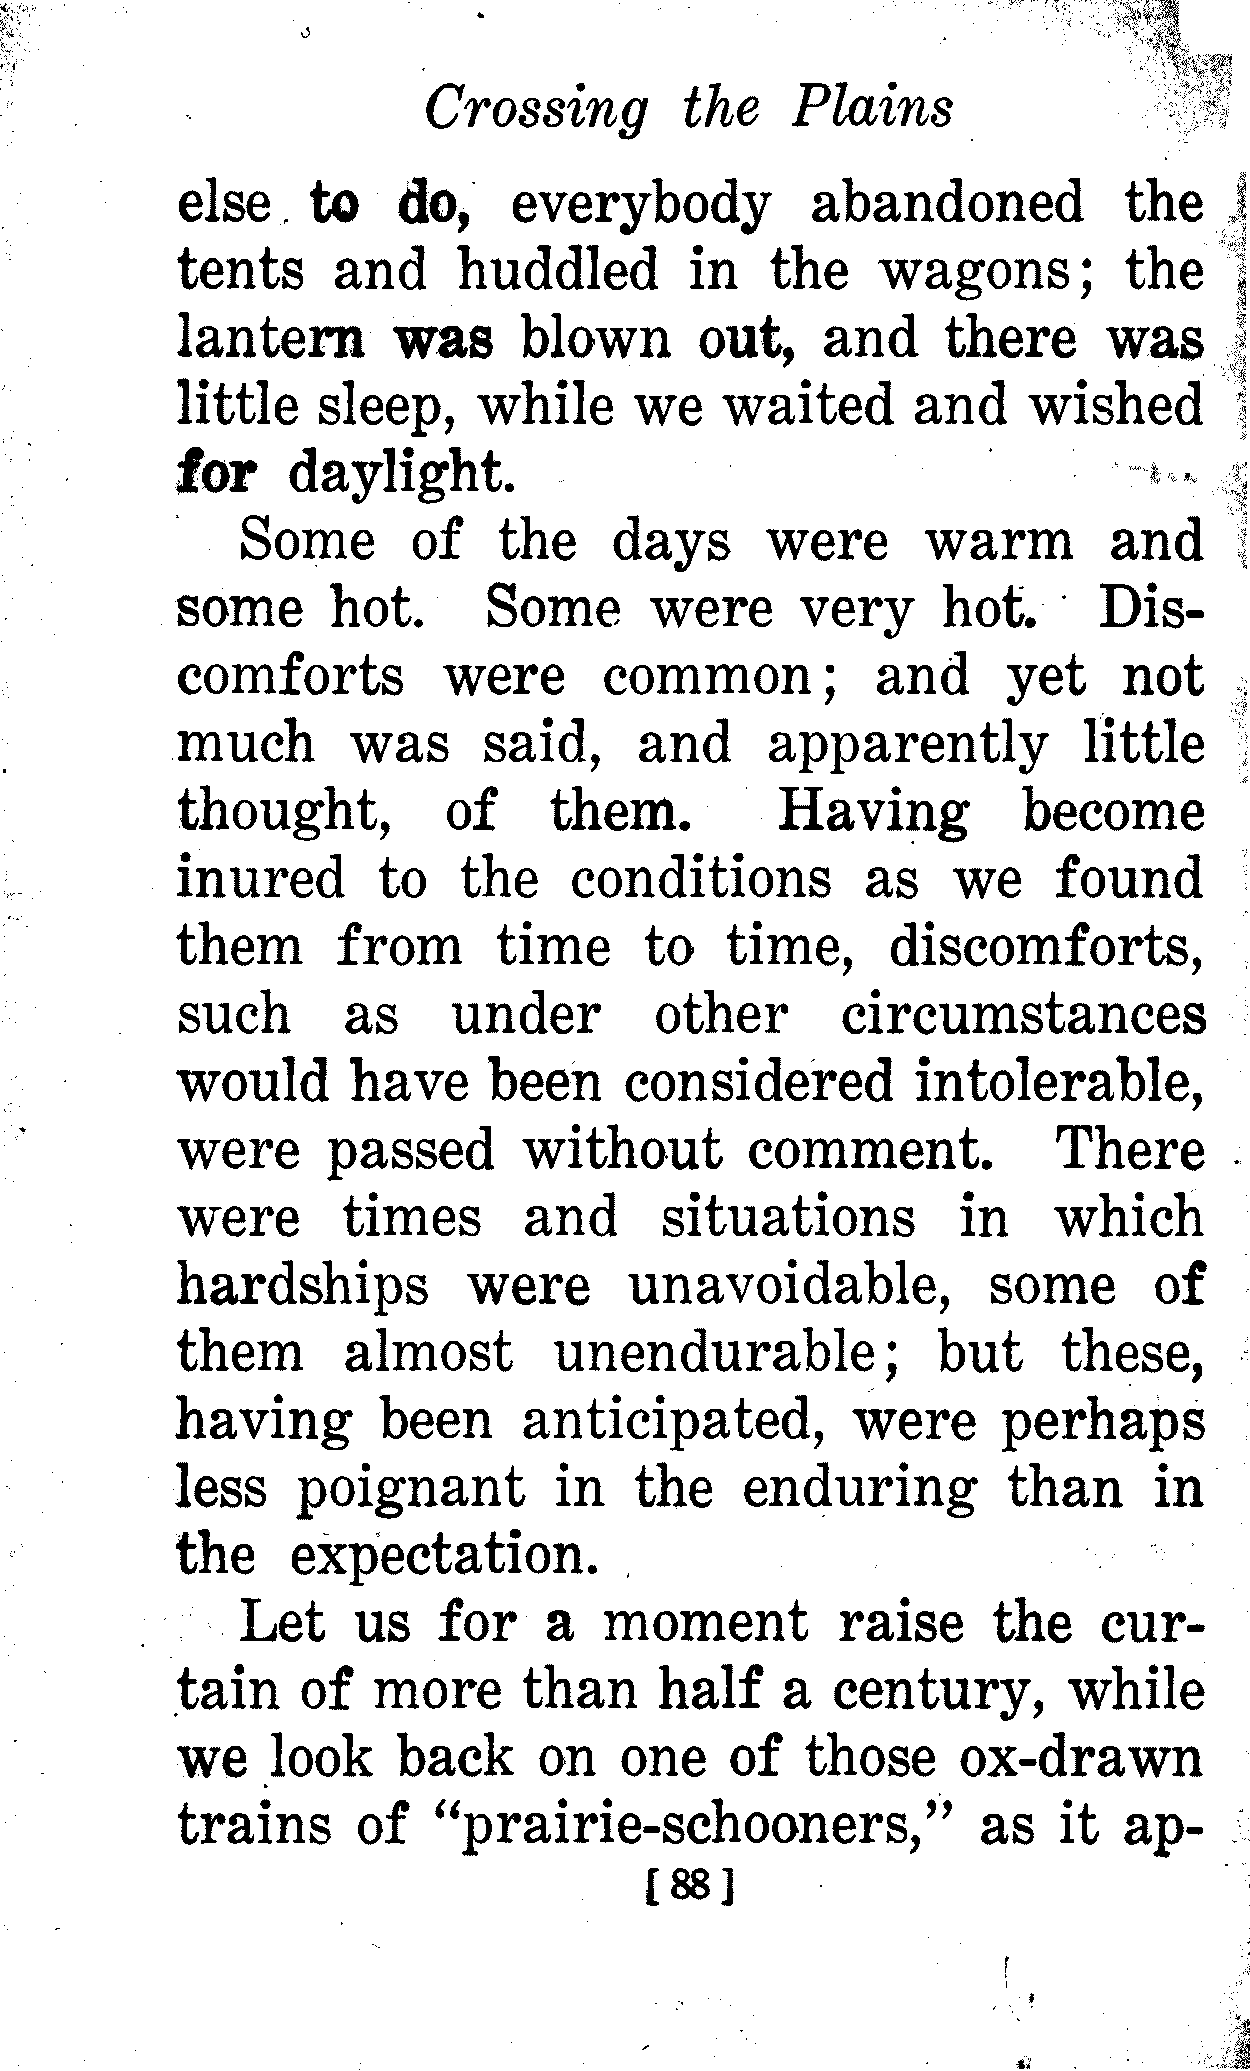 Crossing the Plains
else to do, everybody abandoned the
tents and huddled in the wagons; the
lantern was blown out, and there was
little sleep, while we waited and wished
for daylight.
Some of the days were warm and
some hot. Some were very hot. Dis-
comforts were common; and yet not
much was said, and apparently little
thought, of them. Having become
inured to the conditions as we found
them from time to time, discomforts,
such as under other circumstances
would have been considered intolerable,
were passed without comment. There
were times and situations in which
hardships were unavoidable, some of
them almost unendurable; but these,
having been anticipated, were perhaps
less poignant in the enduring than in
the expectation.
Let us for a moment raise the cur-
tain of more than half a century, while
we look back on one of those ox-drawn
trains of “prairie-schooners,” as it ap-
[ 88 ]